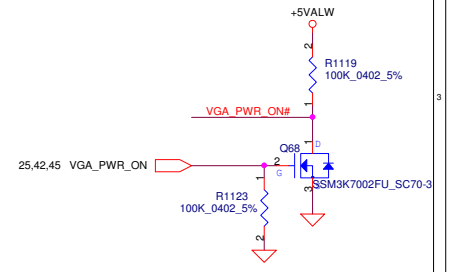 +5VALW
2
R1119
100K_0402_5%
1
VGA_PWR_ON#
3
1
D
Q68
25,42,45 VGA_PWR_ON
2
G
SSM3K7002FU_SC70-3
3
1
R1123
100K_0402_5%
2